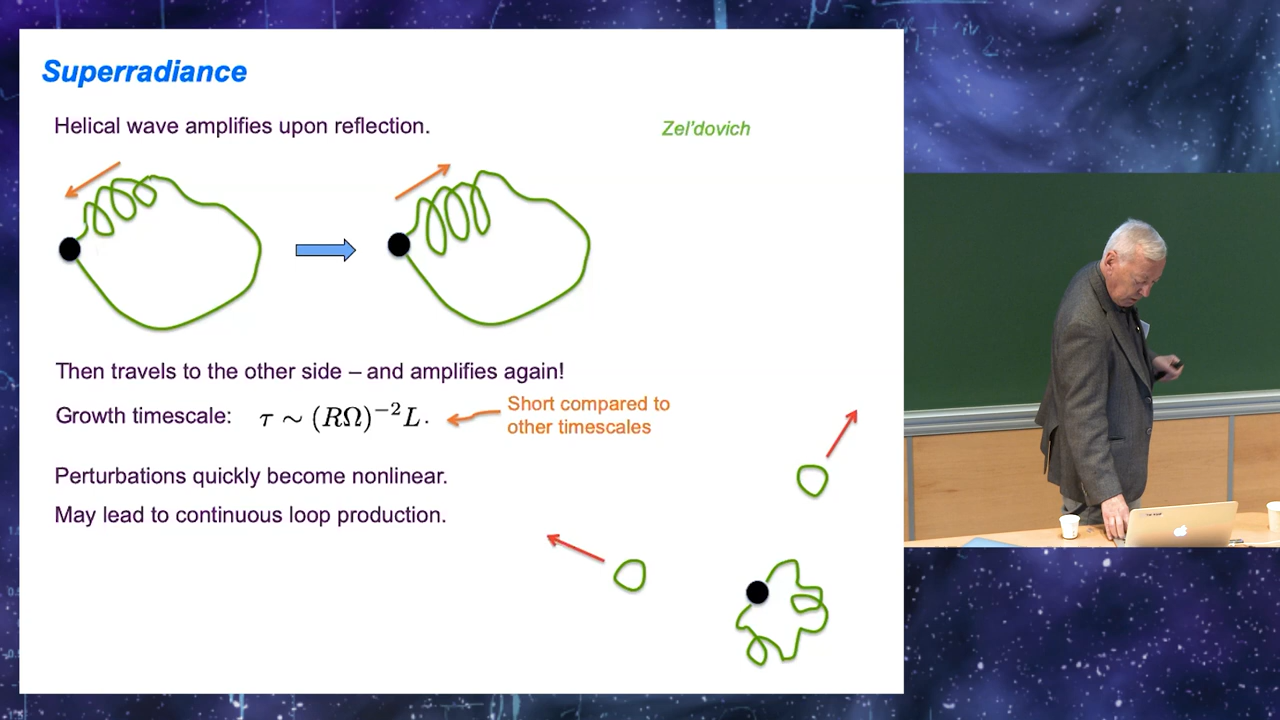 Superradiance
Helical wave amplifies upon reflection.
Zel'dovich
Then travels to the other side – and amplifies again!
Growth timescale: τ ∼ (RΩ)⁻²L.
Short compared to
other timescales
Perturbations quickly become nonlinear.
May lead to continuous loop production.